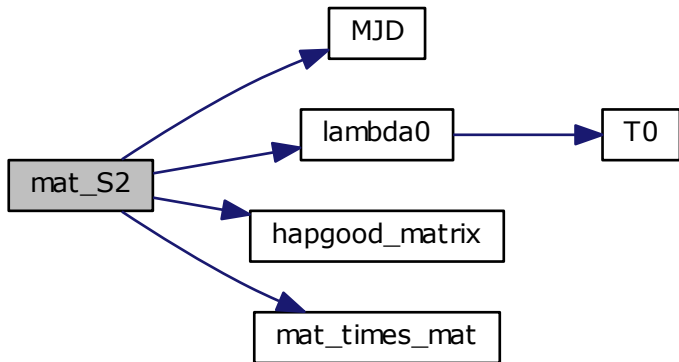 MJD
lambda0
T0
mat_S2
hapgood_matrix
mat_times_mat